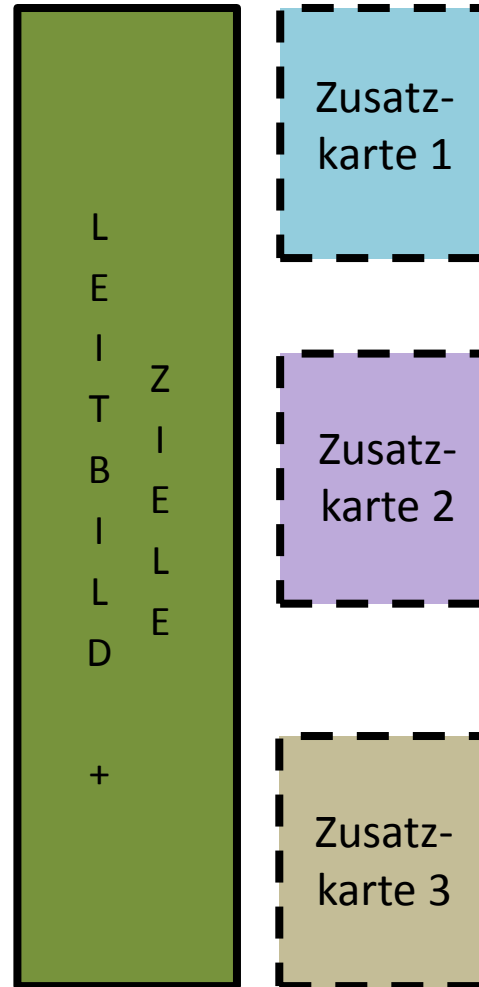 LEITBILD +
ZIELE
Zusatz-
karte 1
Zusatz-
karte 2
Zusatz-
karte 3